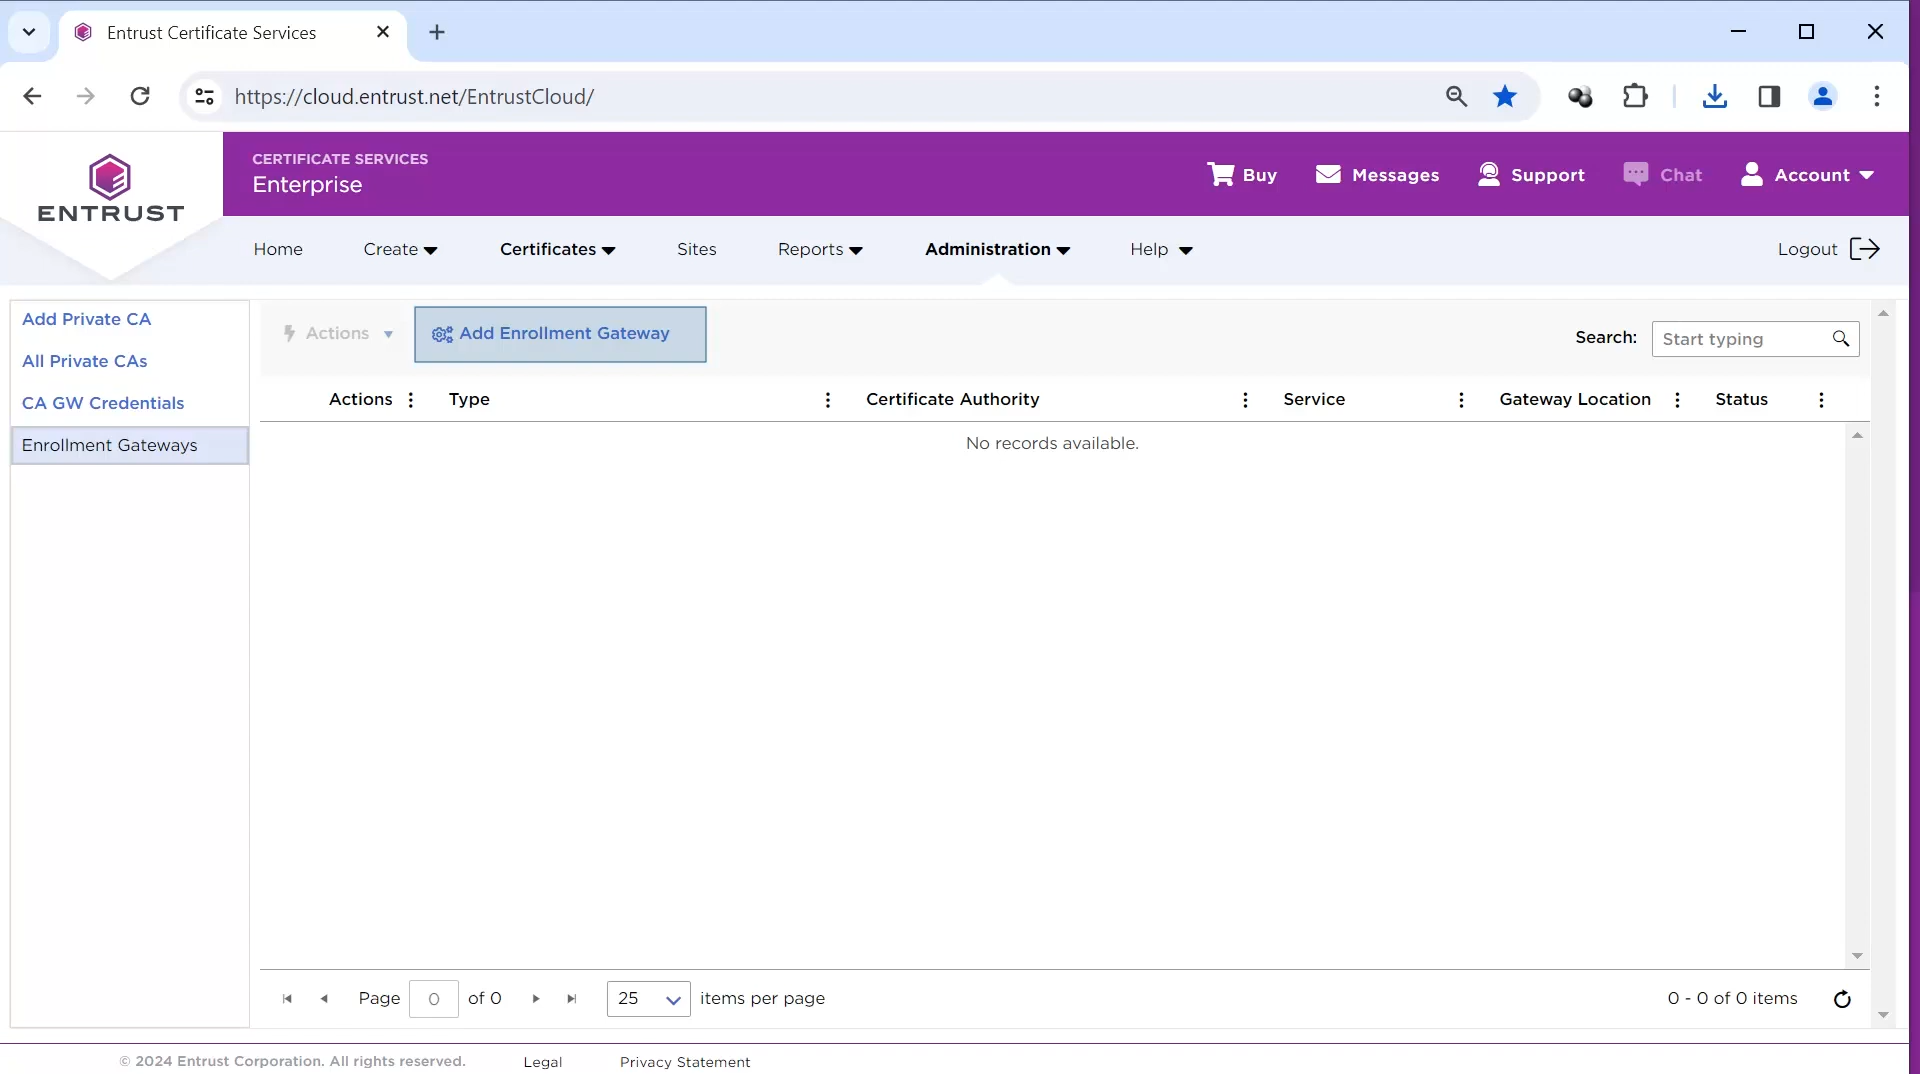 Entrust Certificate Services
https://cloud.entrust.net/EntrustCloud/
ENTRUST
CERTIFICATE SERVICES
Enterprise
Buy
Messages
Support
Chat
Account
Home
Create
Certificates
Sites
Reports
Administration
Help
Logout
Add Private CA
All Private CAs
CA GW Credentials
Enrollment Gateways
Actions
Add Enrollment Gateway
Search:
Start typing
Actions
Type
Certificate Authority
Service
Gateway Location
Status
No records available.
Page
0
of 0
25
items per page
0 - 0 of 0 items
© 2024 Entrust Corporation. All rights reserved.
Legal
Privacy Statement